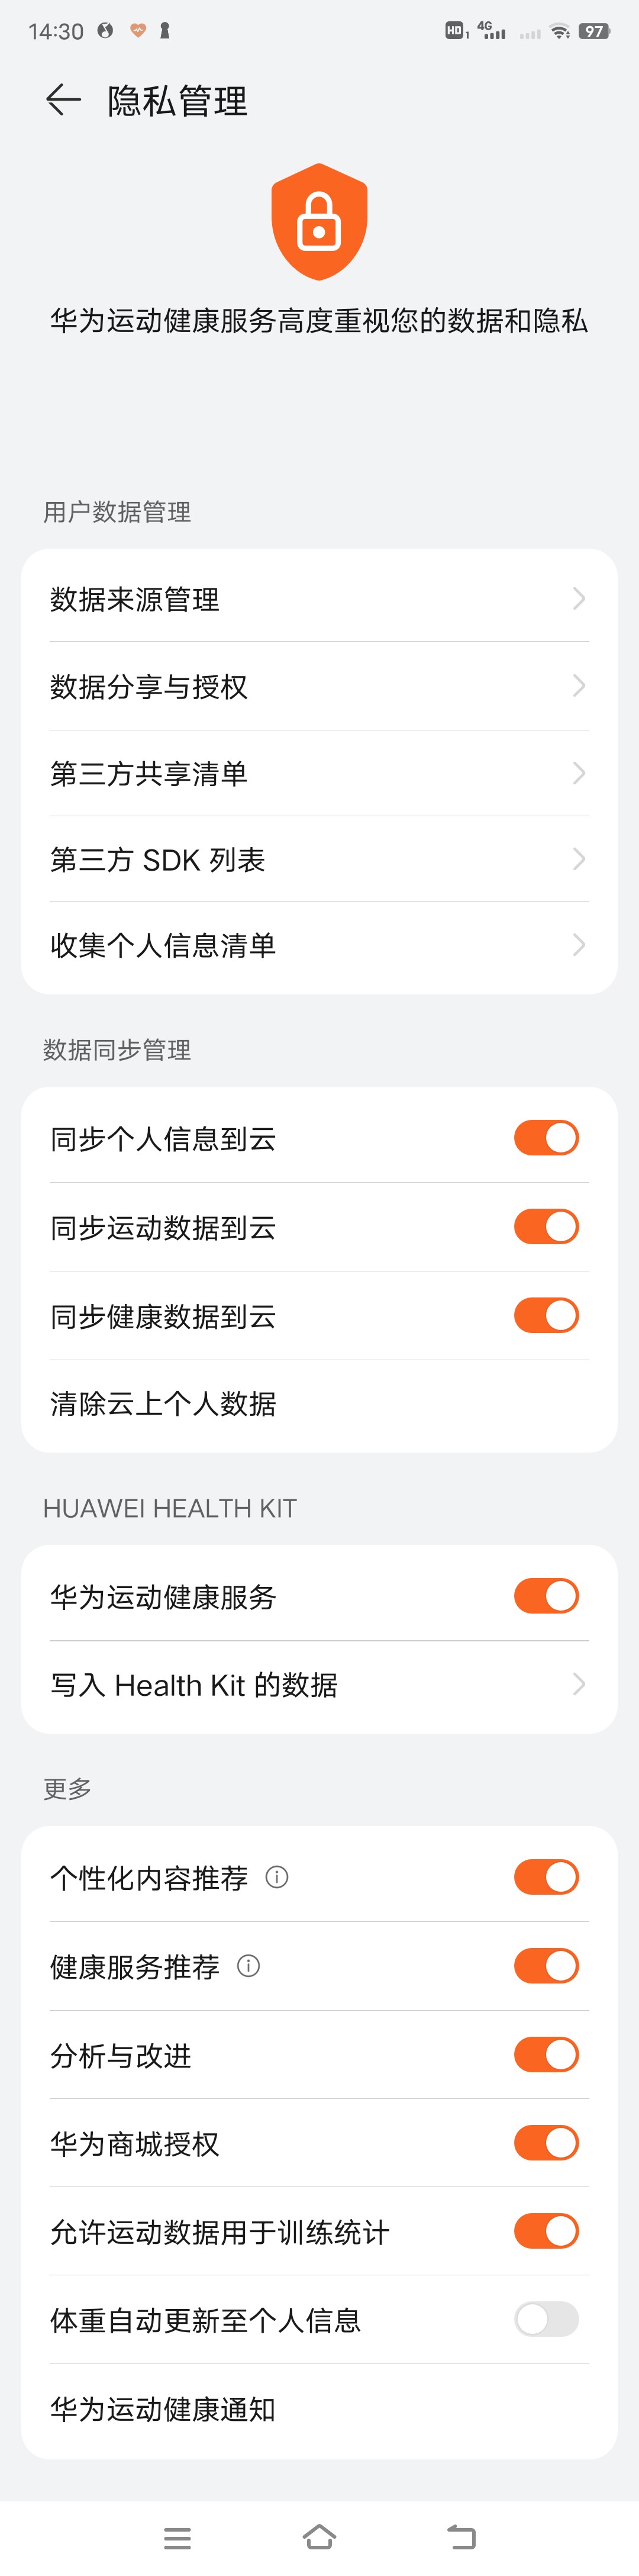 14:30
HD 1 4G 97
隐私管理
华为运动健康服务高度重视您的数据和隐私
用户数据管理
数据来源管理
数据分享与授权
第三方共享清单
第三方 SDK 列表
收集个人信息清单
数据同步管理
同步个人信息到云
同步运动数据到云
同步健康数据到云
清除云上个人数据
HUAWEI HEALTH KIT
华为运动健康服务
写入 Health Kit 的数据
更多
个性化内容推荐
健康服务推荐
分析与改进
华为商城授权
允许运动数据用于训练统计
体重自动更新至个人信息
华为运动健康通知